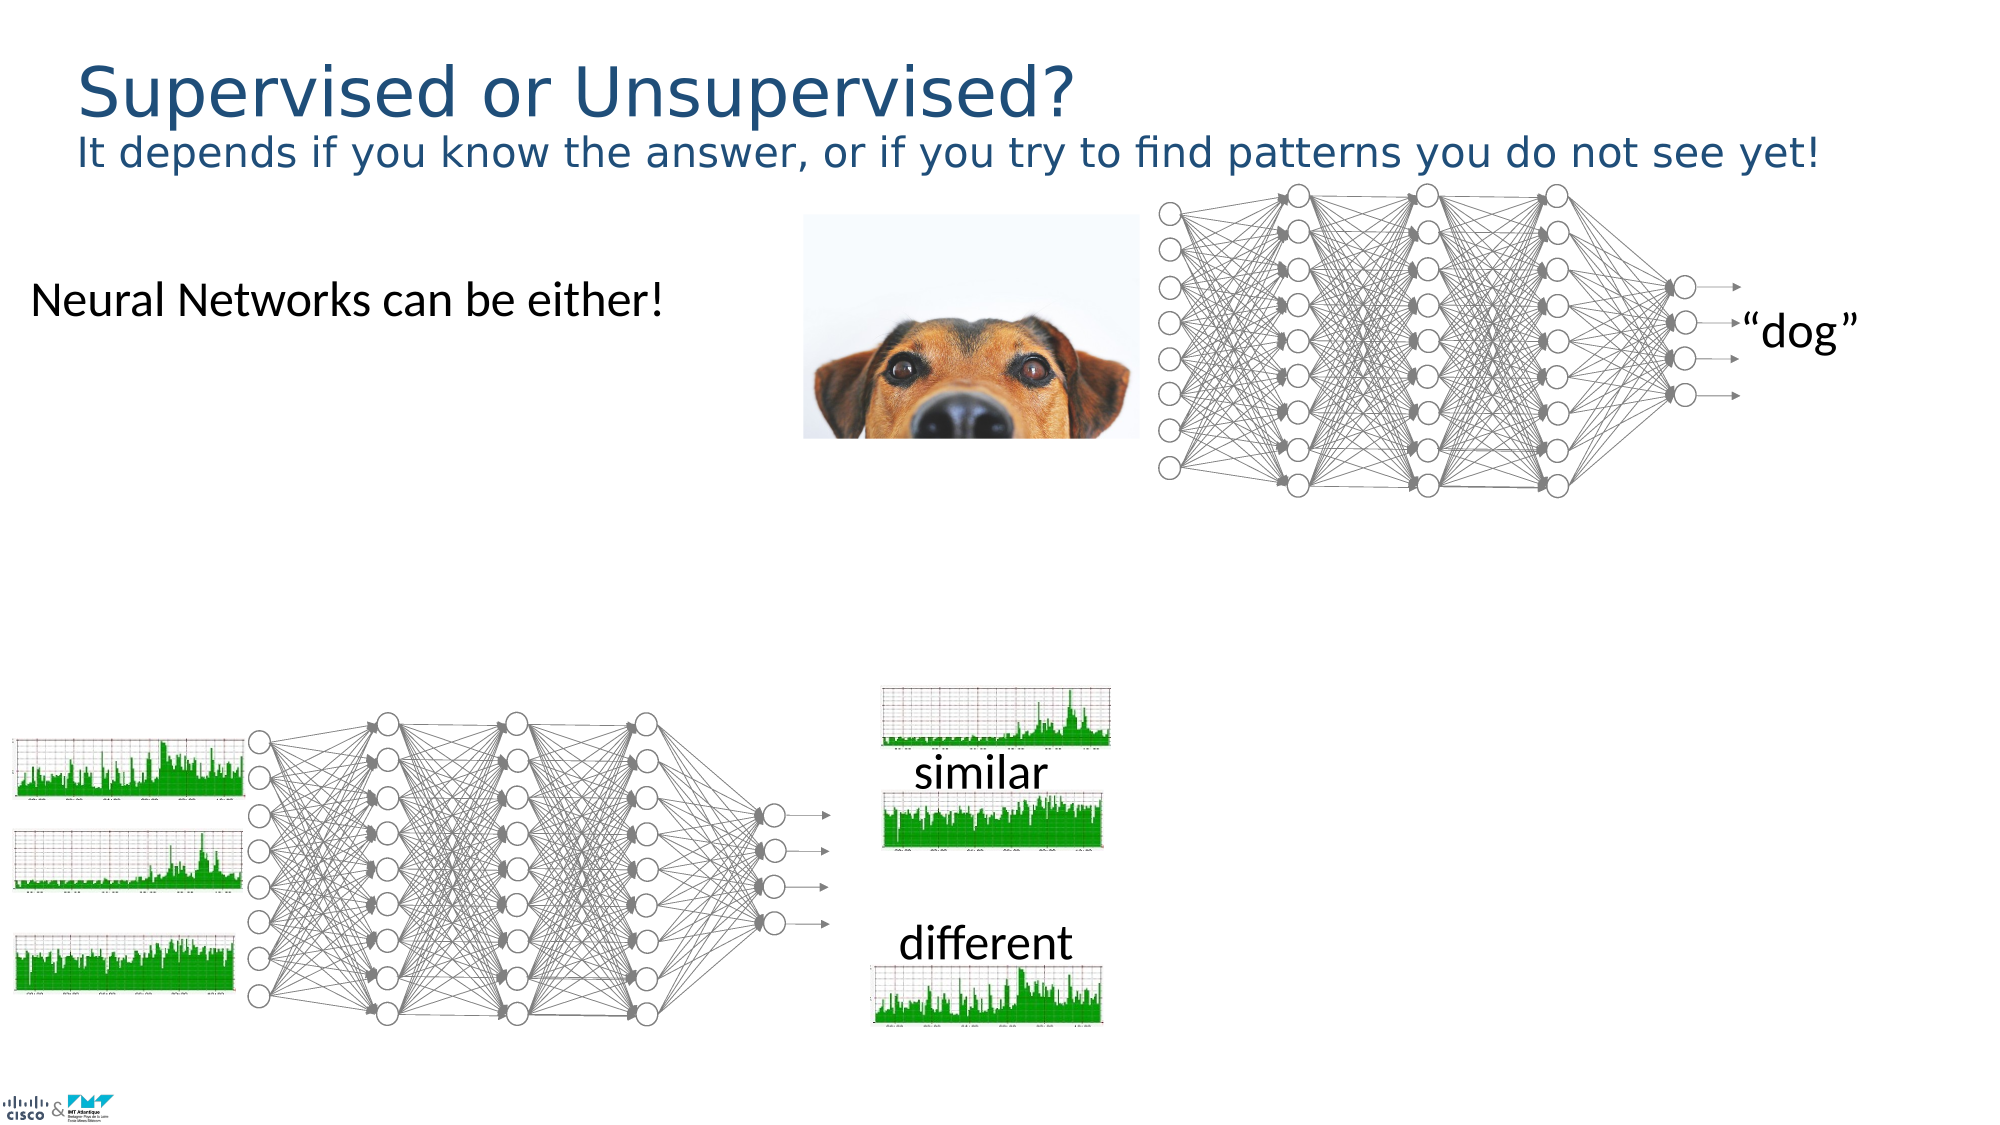 Supervised or Unsupervised?
It depends if you know the answer, or if you try to find patterns you do not see yet!
Neural Networks can be either!
“dog”
similar
different
CISCO
&
IMT Atlantique